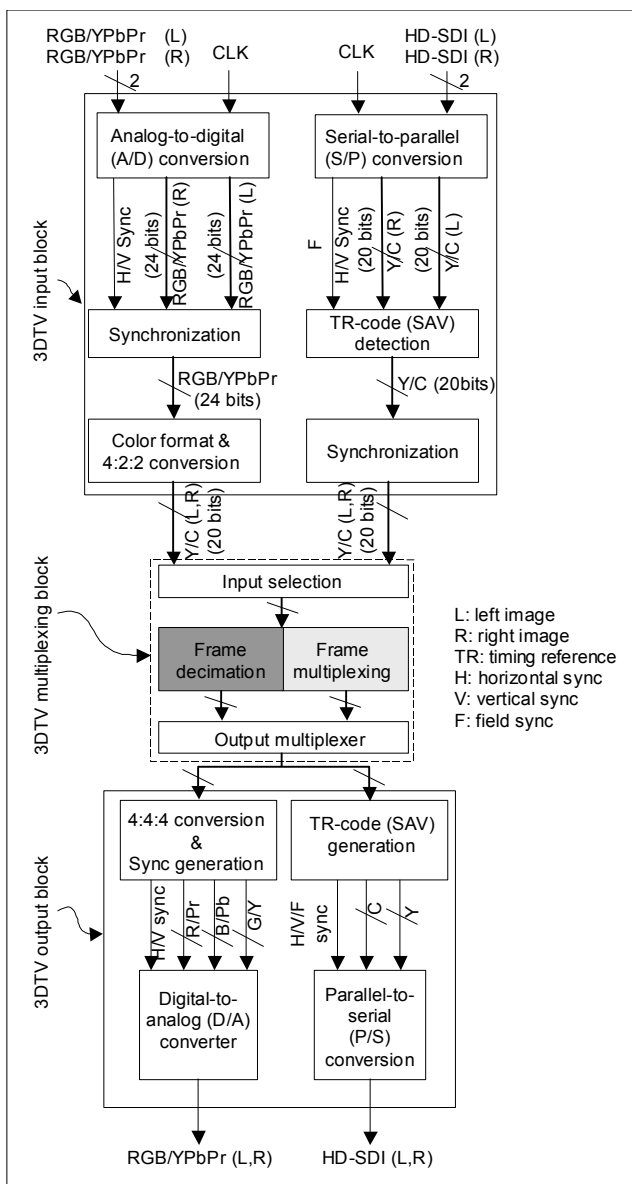 RGB/YPbPr (L)
RGB/YPbPr (R)
2
CLK
CLK
HD-SDI (L)
HD-SDI (R)
2
3DTV input block
Analog-to-digital
(A/D) conversion
Serial-to-parallel
(S/P) conversion
H/V Sync
(24 bits)
RGB/YPbPr (R)
(24 bits)
RGB/YPbPr (L)
F
H/V Sync
(20 bits)
Y/C (R)
(20 bits)
Y/C (L)
Synchronization
TR-code (SAV)
detection
RGB/YPbPr
(24 bits)
Y/C (20bits)
Color format &
4:2:2 conversion
Synchronization
Y/C (L,R)
(20 bits)
Y/C (L,R)
(20 bits)
3DTV multiplexing block
Input selection
Frame
decimation
Frame
multiplexing
Output multiplexer
L: left image
R: right image
TR: timing reference
H: horizontal sync
V: vertical sync
F: field sync
3DTV output block
4:4:4 conversion
&
Sync generation
TR-code (SAV)
generation
H/V sync
R/Pr
B/Pb
G/Y
H/V/F
sync
C
Y
Digital-to-
analog (D/A)
converter
Parallel-to-
serial
(P/S)
conversion
RGB/YPbPr (L,R)
HD-SDI (L,R)